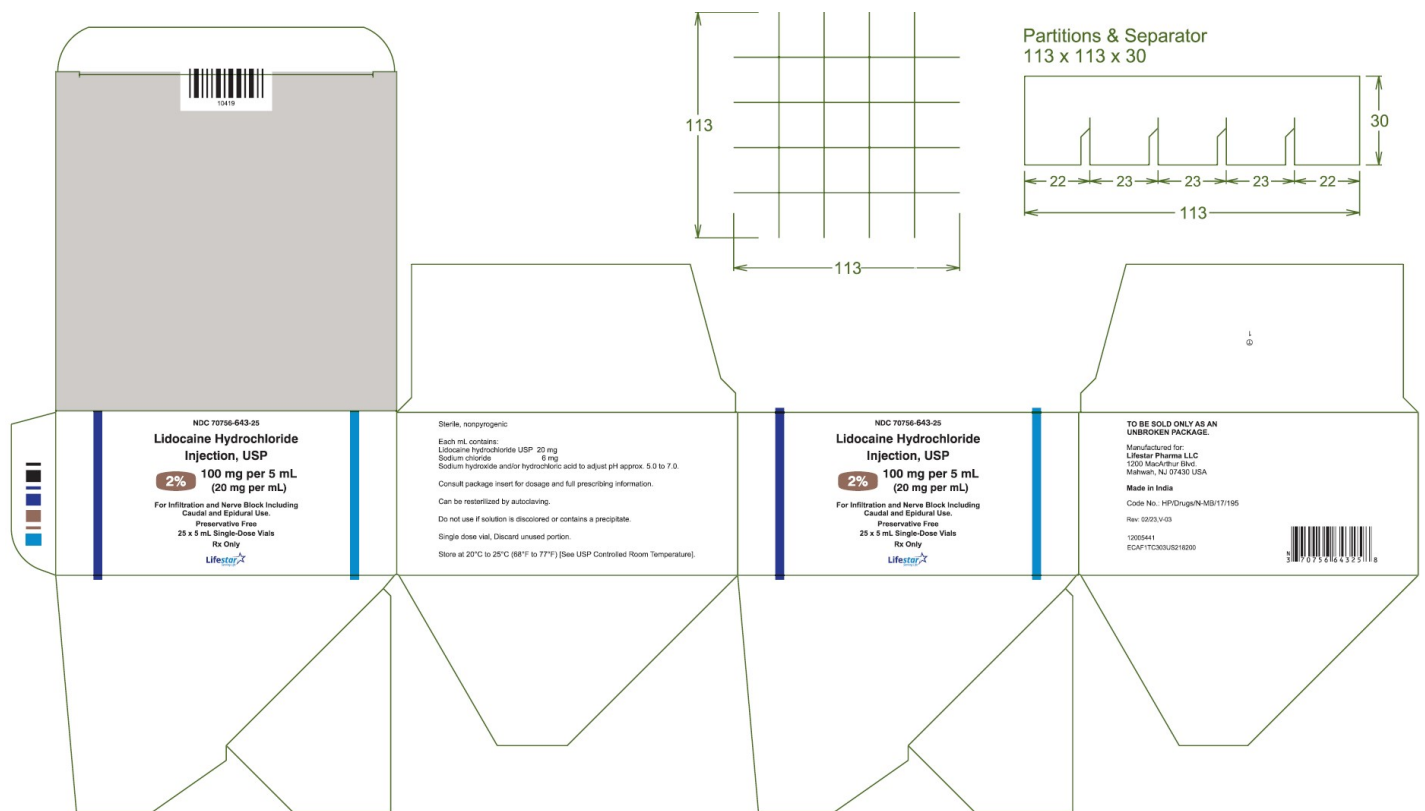 10419
113
113
Partitions & Separator
113 x 113 x 30
30
22
23
23
23
22
113
NDC 70756-643-25
Lidocaine Hydrochloride
Injection, USP
2%
100 mg per 5 mL
(20 mg per mL)
For Infiltration and Nerve Block Including
Caudal and Epidural Use.
Preservative Free
25 x 5 mL Single-Dose Vials
Rx Only
Lifestar
Sterile, nonpyrogenic
Each mL contains:
Lidocaine hydrochloride USP 20 mg
Sodium chloride 6 mg
Sodium hydroxide and/or hydrochloric acid to adjust pH approx. 5.0 to 7.0.
Consult package insert for dosage and full prescribing information.
Can be resterilized by autoclaving.
Do not use if solution is discolored or contains a precipitate.
Single dose vial, Discard unused portion.
Store at 20°C to 25°C (68°F to 77°F) [See USP Controlled Room Temperature].
NDC 70756-643-25
Lidocaine Hydrochloride
Injection, USP
2%
100 mg per 5 mL
(20 mg per mL)
For Infiltration and Nerve Block Including
Caudal and Epidural Use.
Preservative Free
25 x 5 mL Single-Dose Vials
Rx Only
Lifestar
TO BE SOLD ONLY AS AN
UNBROKEN PACKAGE.
Manufactured for:
Lifestar Pharma LLC
1200 MacArthur Blvd.
Mahwah, NJ 07430 USA
Made in India
Code No.: HP/Drugs/N-MB/17/195
Rev. 02/23,V-03
12005441
ECAF1TC303US218200
N
3 70756 64325 8